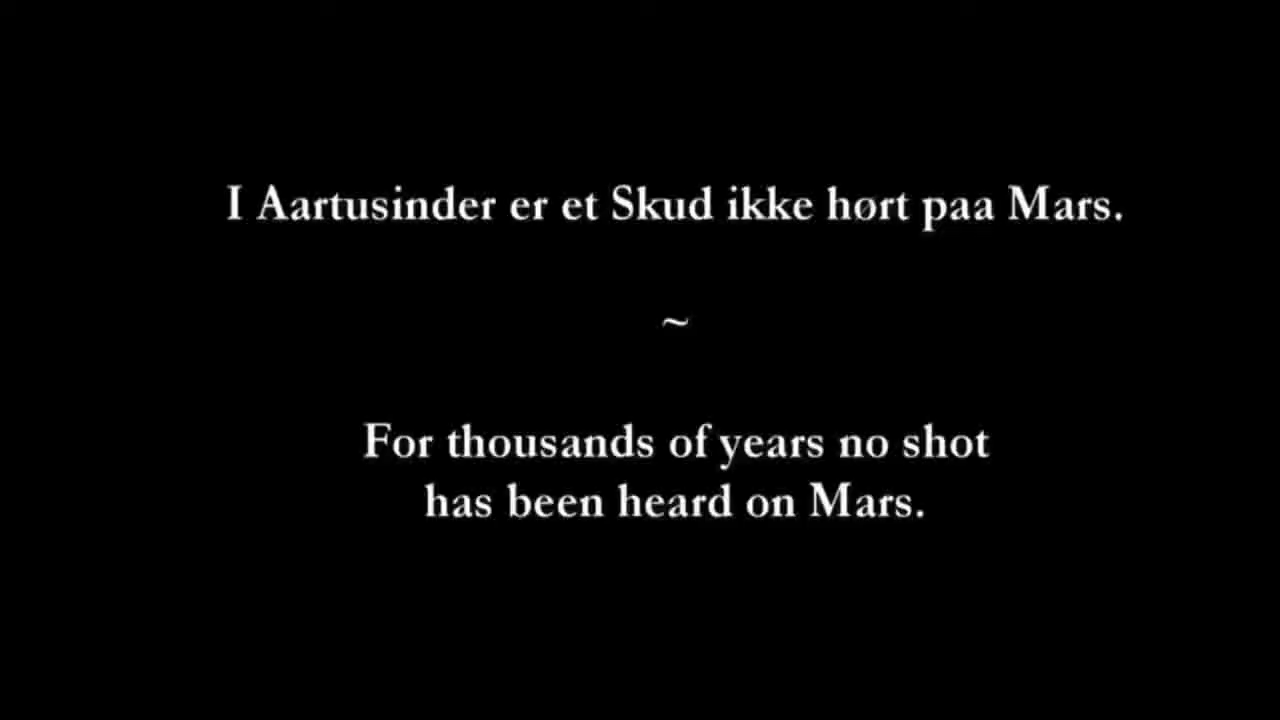 I Aartusinder er et Skud ikke hørt paa Mars.
~
For thousands of years no shot
has been heard on Mars.